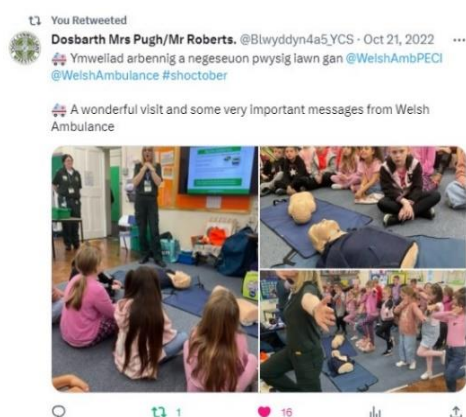 You Retweeted
Dosbarth Mrs Pugh/Mr Roberts. @Blwyddyn4a5_YCS · Oct 21, 2022 ...
🚑 Ymweliad arbennig a negeseuon pwysig iawn gan @WelshAmbPECI
@WelshAmbulance #shoctober
🚑 A wonderful visit and some very important messages from Welsh
Ambulance
1 16